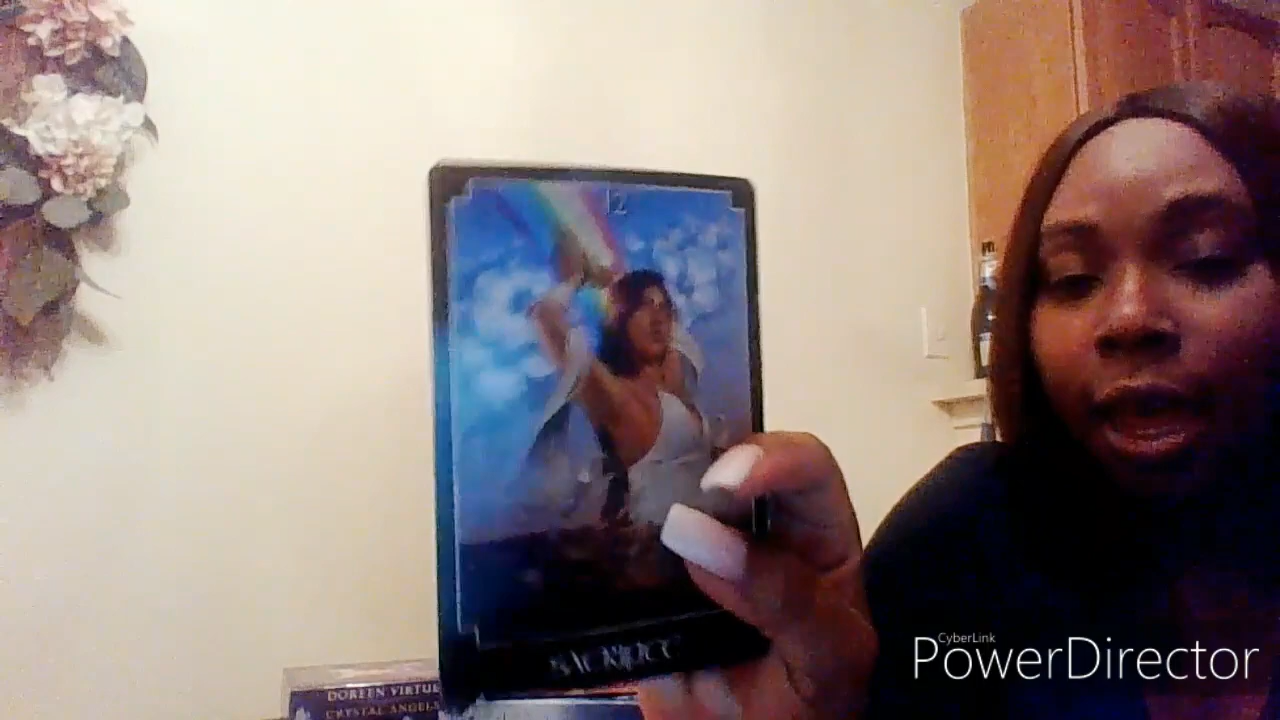 12
SACRIFICE
DOREEN VIRTUE
CRYSTAL ANGELS
CyberLink
PowerDirector